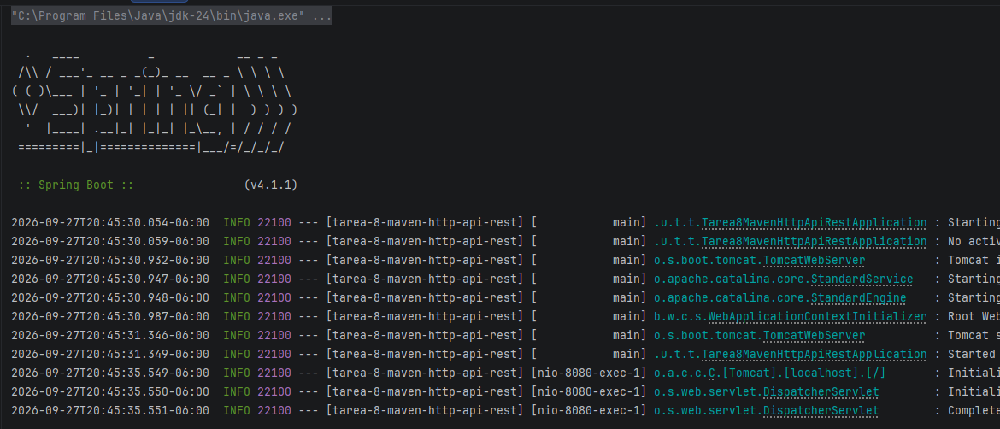 "C:\Program Files\Java\jdk-24\bin\java.exe" ...
  .   ____          _            __ _ _
 /\\ / ___'_ __ _ _(_)_ __  __ _ \ \ \ \
( ( )\___ | '_ | '_| | '_ \/ _` | \ \ \ \
 \\/  ___)| |_)| | | | | || (_| |  ) ) ) )
  '  |____| .__|_| |_|_| |_\__, | / / / /
 =========|_|==============|___/=/_/_/_/
 :: Spring Boot ::                (v4.1.1)
2026-09-27T20:45:30.054-06:00  INFO 22100 --- [tarea-8-maven-http-api-rest] [           main] .u.t.t.Tarea8MavenHttpApiRestApplication : Starting
2026-09-27T20:45:30.059-06:00  INFO 22100 --- [tarea-8-maven-http-api-rest] [           main] .u.t.t.Tarea8MavenHttpApiRestApplication : No activ
2026-09-27T20:45:30.932-06:00  INFO 22100 --- [tarea-8-maven-http-api-rest] [           main] o.s.boot.tomcat.TomcatWebServer          : Tomcat i
2026-09-27T20:45:30.947-06:00  INFO 22100 --- [tarea-8-maven-http-api-rest] [           main] o.apache.catalina.core.StandardService   : Starting
2026-09-27T20:45:30.948-06:00  INFO 22100 --- [tarea-8-maven-http-api-rest] [           main] o.apache.catalina.core.StandardEngine    : Starting
2026-09-27T20:45:30.987-06:00  INFO 22100 --- [tarea-8-maven-http-api-rest] [           main] b.w.c.s.WebApplicationContextInitializer : Root Web
2026-09-27T20:45:31.346-06:00  INFO 22100 --- [tarea-8-maven-http-api-rest] [           main] o.s.boot.tomcat.TomcatWebServer          : Tomcat s
2026-09-27T20:45:31.349-06:00  INFO 22100 --- [tarea-8-maven-http-api-rest] [           main] .u.t.t.Tarea8MavenHttpApiRestApplication : Started
2026-09-27T20:45:35.549-06:00  INFO 22100 --- [tarea-8-maven-http-api-rest] [nio-8080-exec-1] o.a.c.c.C.[Tomcat].[localhost].[/]       : Initiali
2026-09-27T20:45:35.550-06:00  INFO 22100 --- [tarea-8-maven-http-api-rest] [nio-8080-exec-1] o.s.web.servlet.DispatcherServlet        : Initiali
2026-09-27T20:45:35.551-06:00  INFO 22100 --- [tarea-8-maven-http-api-rest] [nio-8080-exec-1] o.s.web.servlet.DispatcherServlet        : Complete